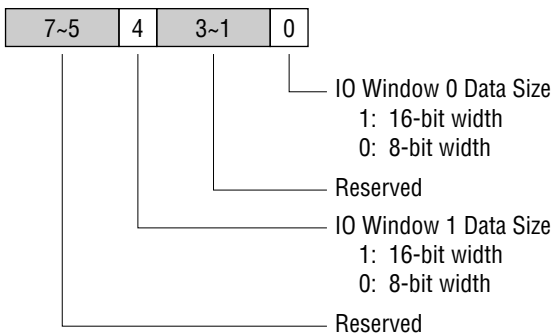 7~5 4 3~1 0
IO Window 0 Data Size
1: 16-bit width
0: 8-bit width
Reserved
IO Window 1 Data Size
1: 16-bit width
0: 8-bit width
Reserved